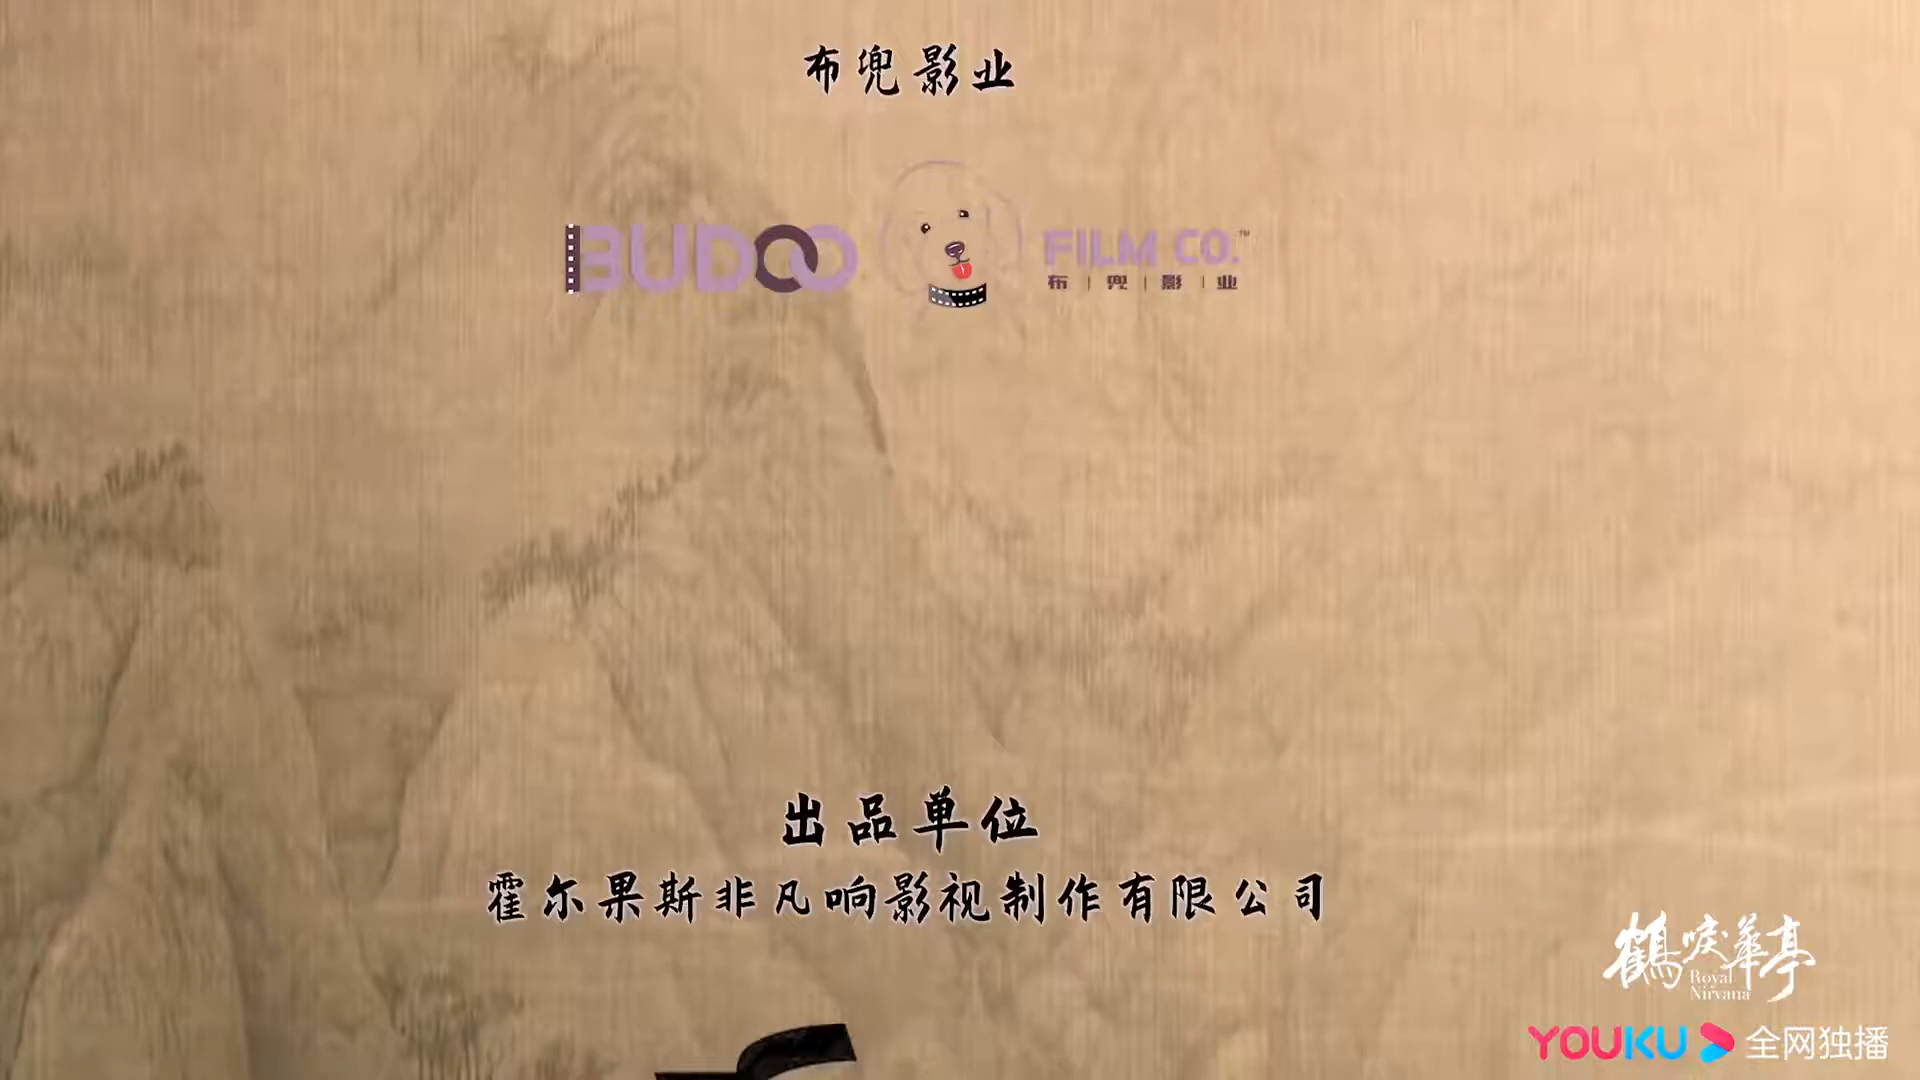 布兜影业
BUDOO FILM CO.™
布|兜|影|业
出品单位
霍尔果斯非凡响影视制作有限公司
鶴唳華亭
Royal
Nirvana
YOUKU 全网独播